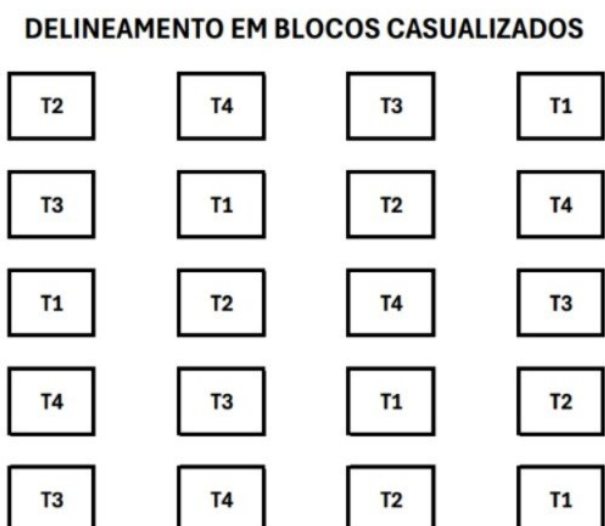 DELINEAMENTO EM BLOCOS CASUALIZADOS
T2 T4 T3 T1
T3 T1 T2 T4
T1 T2 T4 T3
T4 T3 T1 T2
T3 T4 T2 T1